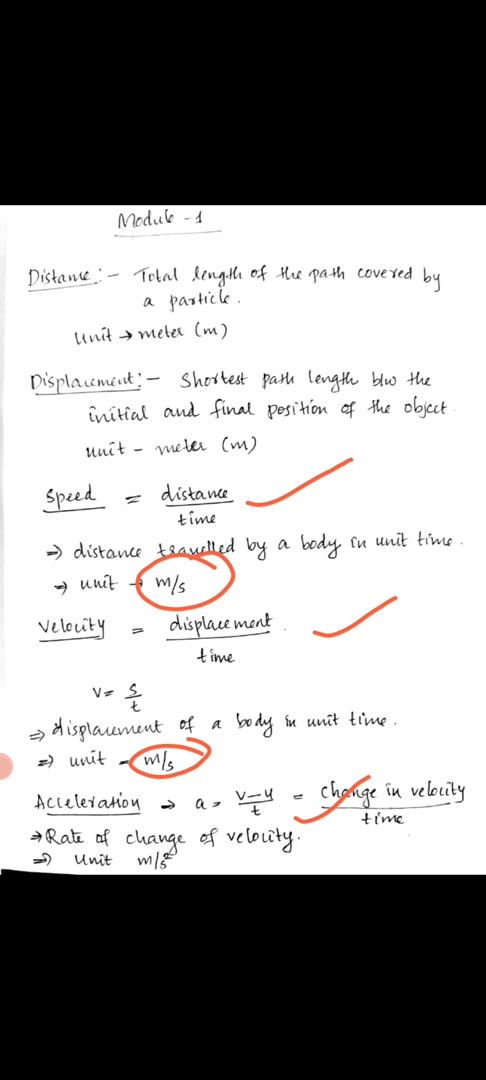 Module - 1
Distance :- Total length of the path covered by
a particle.
unit → meter (m)
Displacement :- Shortest path length b/w the
initial and final position of the object.
unit - meter (m)
Speed = distance/time
⇒ distance travelled by a body in unit time.
⇒ unit → m/s
Velocity = displacement/time
v = s/t
⇒ displacement of a body in unit time.
⇒ unit - m/s
Acceleration → a = v-u/t = change in velocity/time
→ Rate of change of velocity.
⇒ unit m/s²